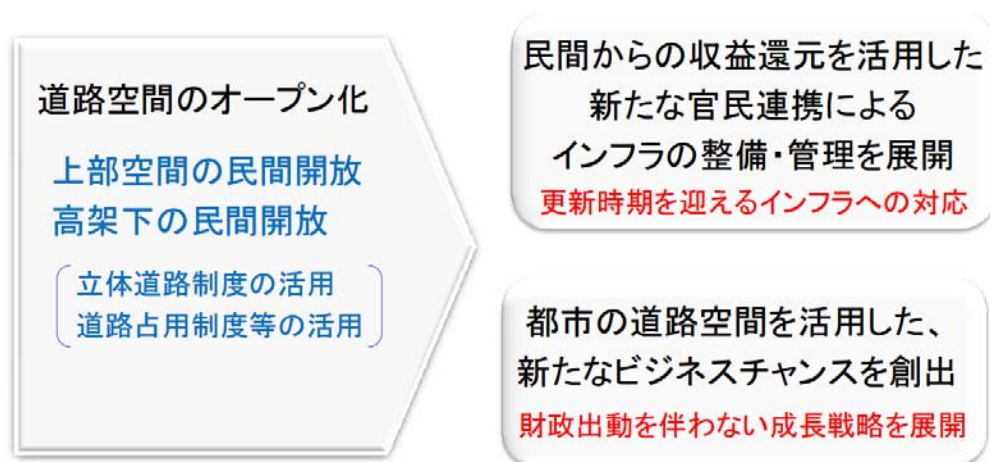 道路空間のオープン化
上部空間の民間開放
高架下の民間開放
立体道路制度の活用
道路占用制度等の活用
民間からの収益還元を活用した
新たな官民連携による
インフラの整備・管理を展開
更新時期を迎えるインフラへの対応
都市の道路空間を活用した、
新たなビジネスチャンスを創出
財政出動を伴わない成長戦略を展開